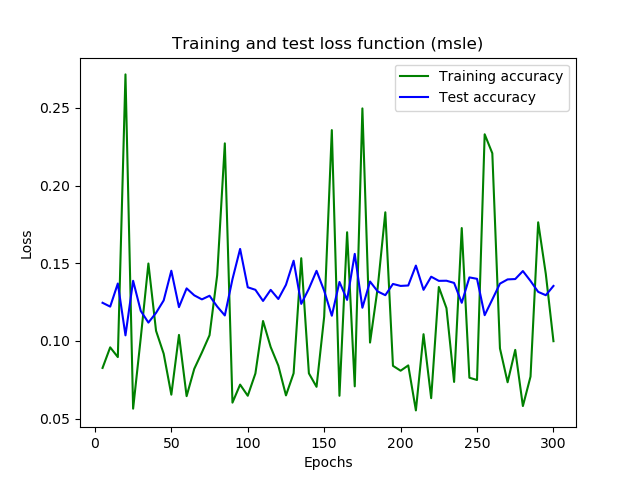 Training and test loss function (msle)
Training accuracy
Test accuracy
0.25
0.20
0.15
0.10
0.05
Loss
0 50 100 150 200 250 300
Epochs